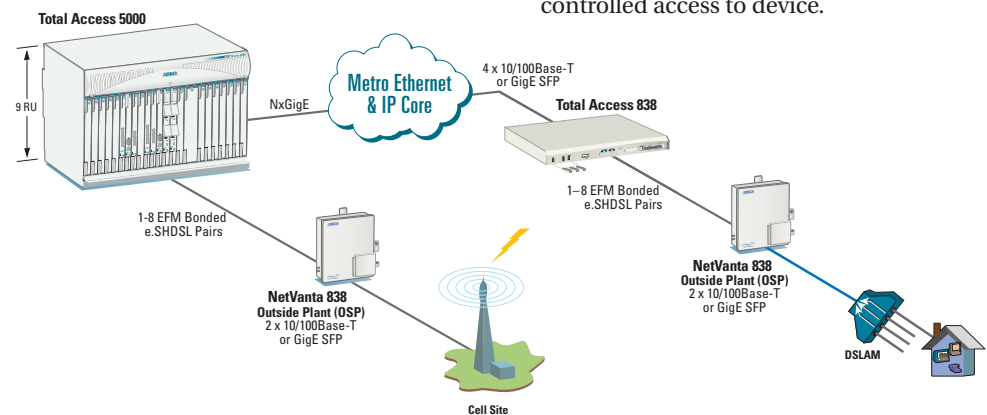 controlled access to device.
Total Access 5000
9 RU
NxGigE
Metro Ethernet
& IP Core
4 x 10/100Base-T
or GigE SFP
Total Access 838
1-8 EFM Bonded
e.SHDSL Pairs
NetVanta 838
Outside Plant (OSP)
2 x 10/100Base-T
or GigE SFP
Cell Site
1–8 EFM Bonded
e.SHDSL Pairs
NetVanta 838
Outside Plant (OSP)
2 x 10/100Base-T
or GigE SFP
DSLAM